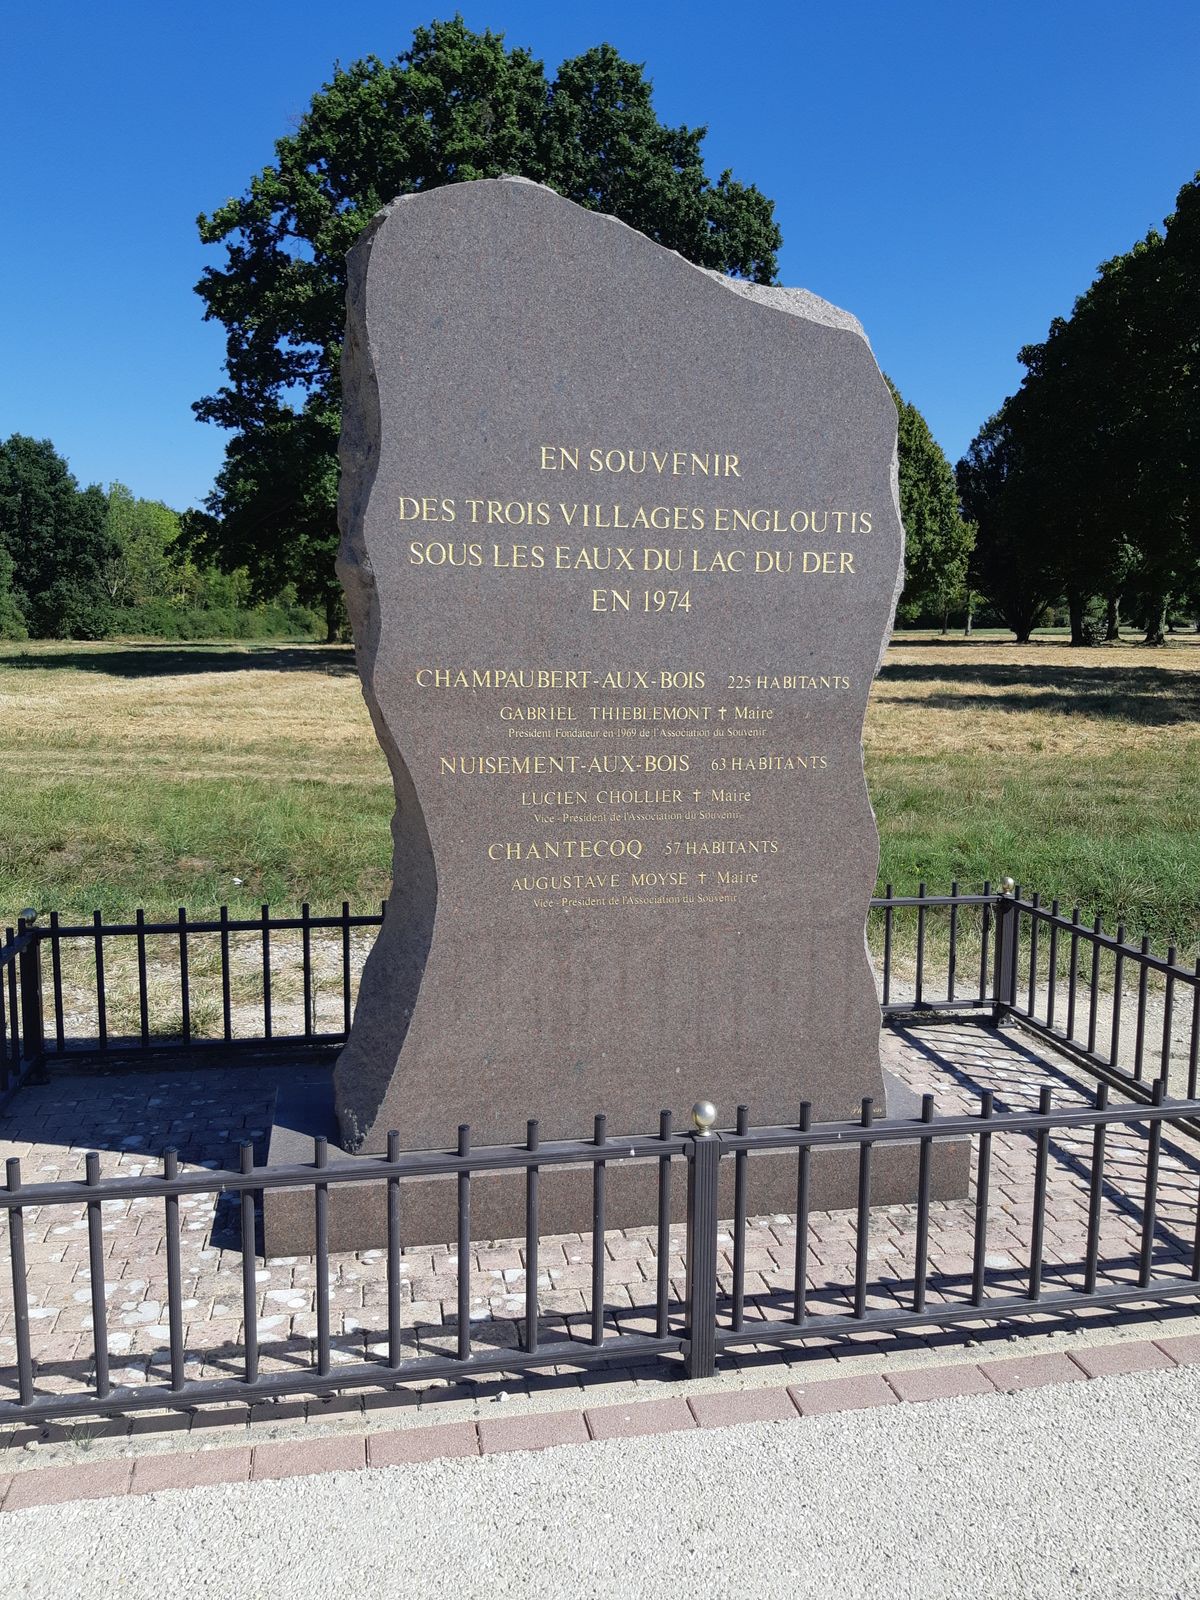 EN SOUVENIR
DES TROIS VILLAGES ENGLOUTIS
SOUS LES EAUX DU LAC DU DER
EN 1974
CHAMPAUBERT-AUX-BOIS 225 HABITANTS
GABRIEL THIEBLEMONT † Maire
Président Fondateur en 1969 de l'Association du Souvenir
NUISEMENT-AUX-BOIS 63 HABITANTS
LUCIEN CHOLLIER † Maire
Vice - Président de l'Association du Souvenir
CHANTECOQ 57 HABITANTS
AUGUSTAVE MOYSE † Maire
Vice - Président de l'Association du Souvenir